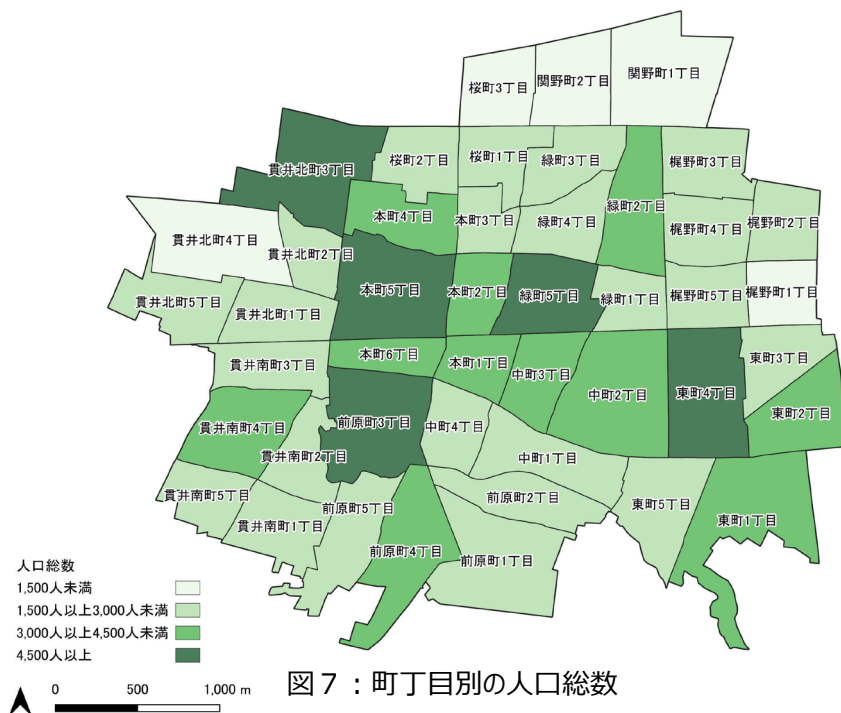 関野町1丁目
関野町2丁目
桜町3丁目
桜町2丁目
桜町1丁目
緑町3丁目
梶野町3丁目
貫井北町3丁目
本町4丁目
本町3丁目
緑町4丁目
緑町2丁目
梶野町4丁目
梶野町2丁目
貫井北町4丁目
貫井北町2丁目
本町5丁目
本町2丁目
緑町5丁目
緑町1丁目
梶野町5丁目
梶野町1丁目
貫井北町5丁目
貫井北町1丁目
貫井南町3丁目
本町6丁目
本町1丁目
中町3丁目
中町2丁目
東町4丁目
東町3丁目
東町2丁目
貫井南町4丁目
前原町3丁目
中町4丁目
貫井南町2丁目
中町1丁目
貫井南町5丁目
前原町5丁目
前原町2丁目
東町5丁目
貫井南町1丁目
前原町4丁目
前原町1丁目
東町1丁目
人口総数
1,500人未満
1,500人以上3,000人未満
3,000人以上4,500人未満
4,500人以上
0 500 1,000 m
図7：町丁目別の人口総数